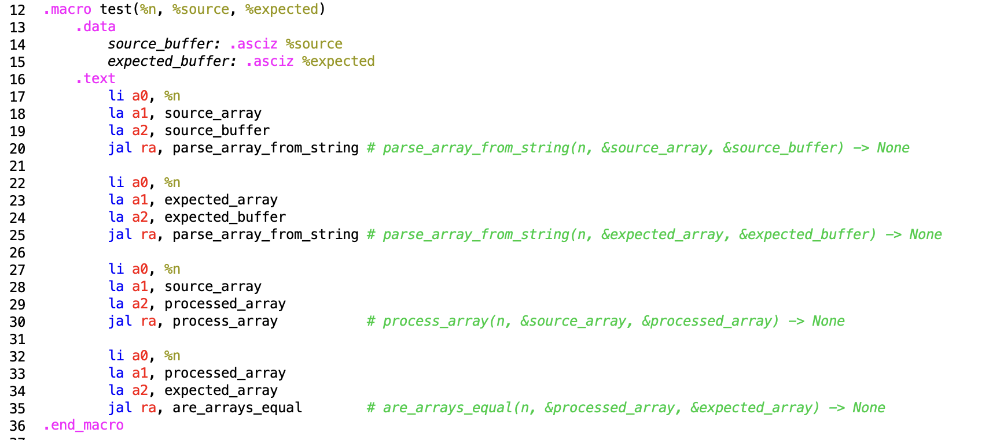 12 .macro test(%n, %source, %expected)
13 .data
14 source_buffer: .asciz %source
15 expected_buffer: .asciz %expected
16 .text
17 li a0, %n
18 la a1, source_array
19 la a2, source_buffer
20 jal ra, parse_array_from_string # parse_array_from_string(n, &source_array, &source_buffer) -> None
21
22 li a0, %n
23 la a1, expected_array
24 la a2, expected_buffer
25 jal ra, parse_array_from_string # parse_array_from_string(n, &expected_array, &expected_buffer) -> None
26
27 li a0, %n
28 la a1, source_array
29 la a2, processed_array
30 jal ra, process_array # process_array(n, &source_array, &processed_array) -> None
31
32 li a0, %n
33 la a1, processed_array
34 la a2, expected_array
35 jal ra, are_arrays_equal # are_arrays_equal(n, &processed_array, &expected_array) -> None
36 .end_macro